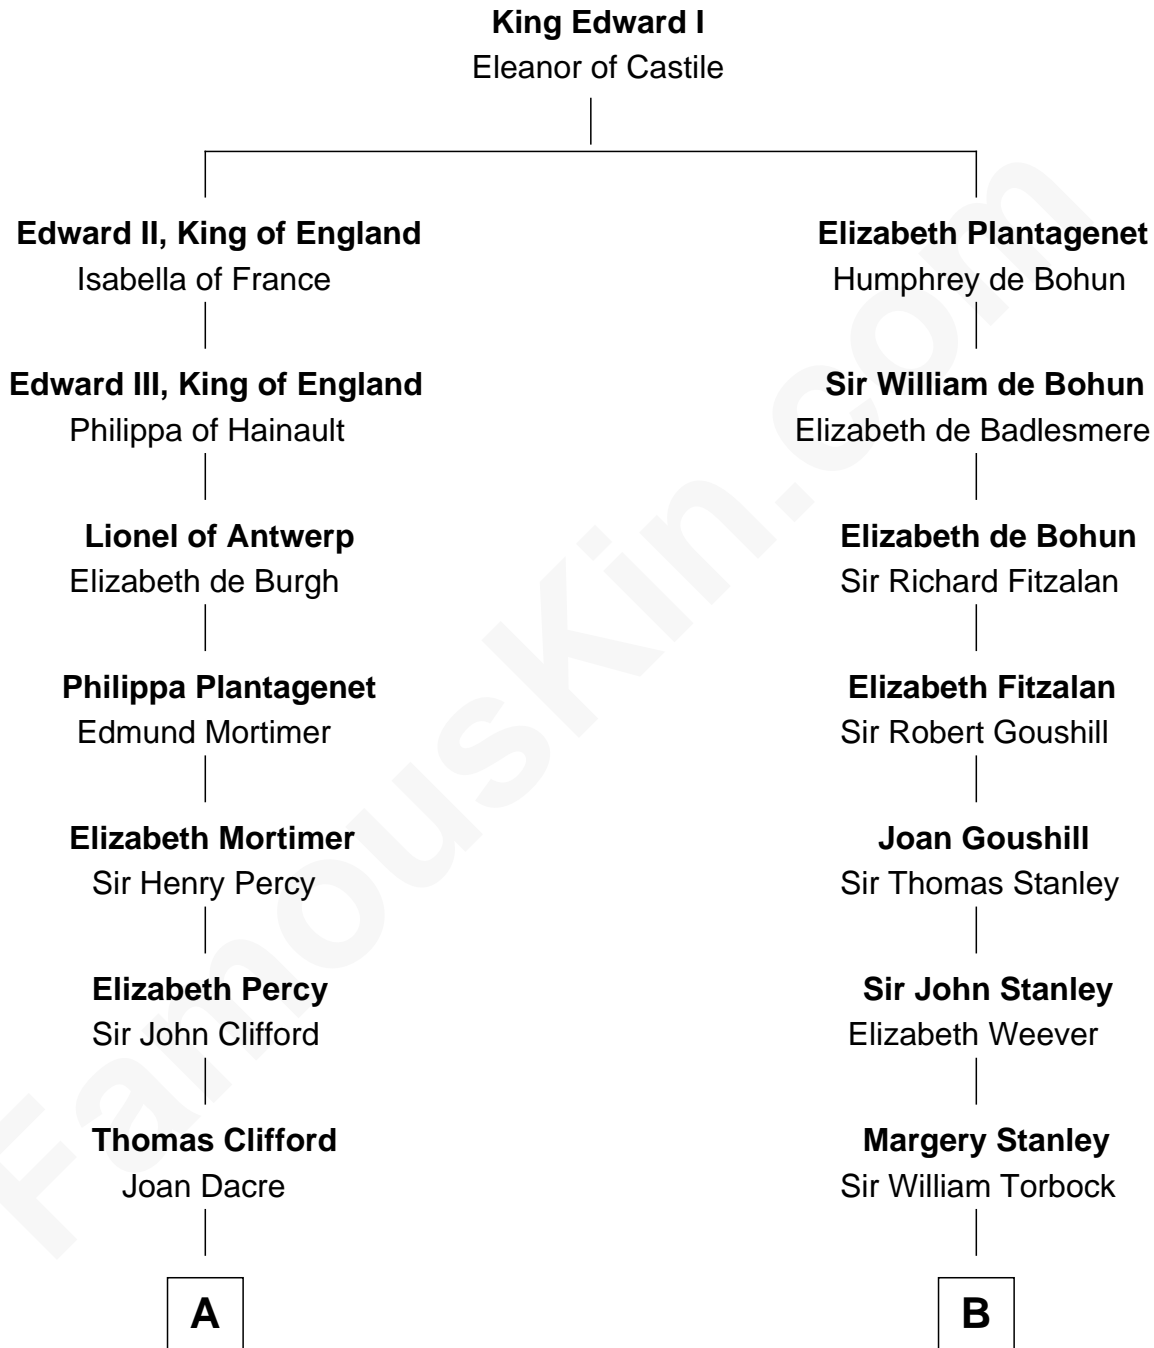 King Edward I
Eleanor of Castile
Edward II, King of England
Isabella of France
Elizabeth Plantagenet
Humphrey de Bohun
Edward III, King of England
Philippa of Hainault
Sir William de Bohun
Elizabeth de Badlesmere
Lionel of Antwerp
Elizabeth de Burgh
Elizabeth de Bohun
Sir Richard Fitzalan
Philippa Plantagenet
Edmund Mortimer
Elizabeth Fitzalan
Sir Robert Goushill
Elizabeth Mortimer
Sir Henry Percy
Joan Goushill
Sir Thomas Stanley
Elizabeth Percy
Sir John Clifford
Sir John Stanley
Elizabeth Weever
Thomas Clifford
Joan Dacre
Margery Stanley
Sir William Torbock
A
B
FamousKin.com